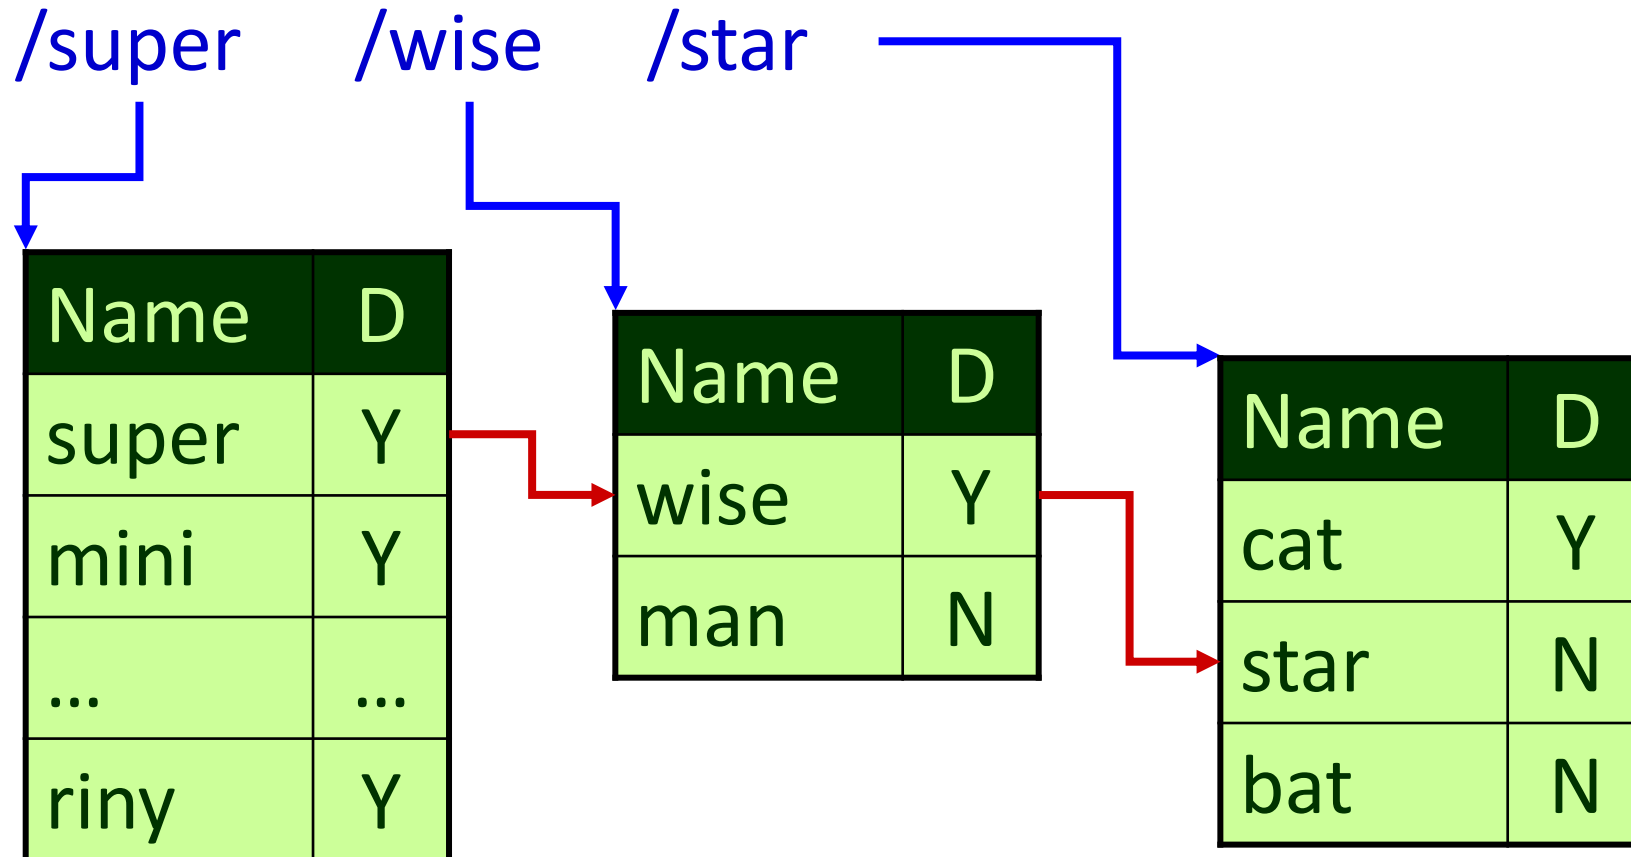 /super /wise /star
Name D
super Y
mini Y
... ...
riny Y
Name D
wise Y
man N
Name D
cat Y
star N
bat N